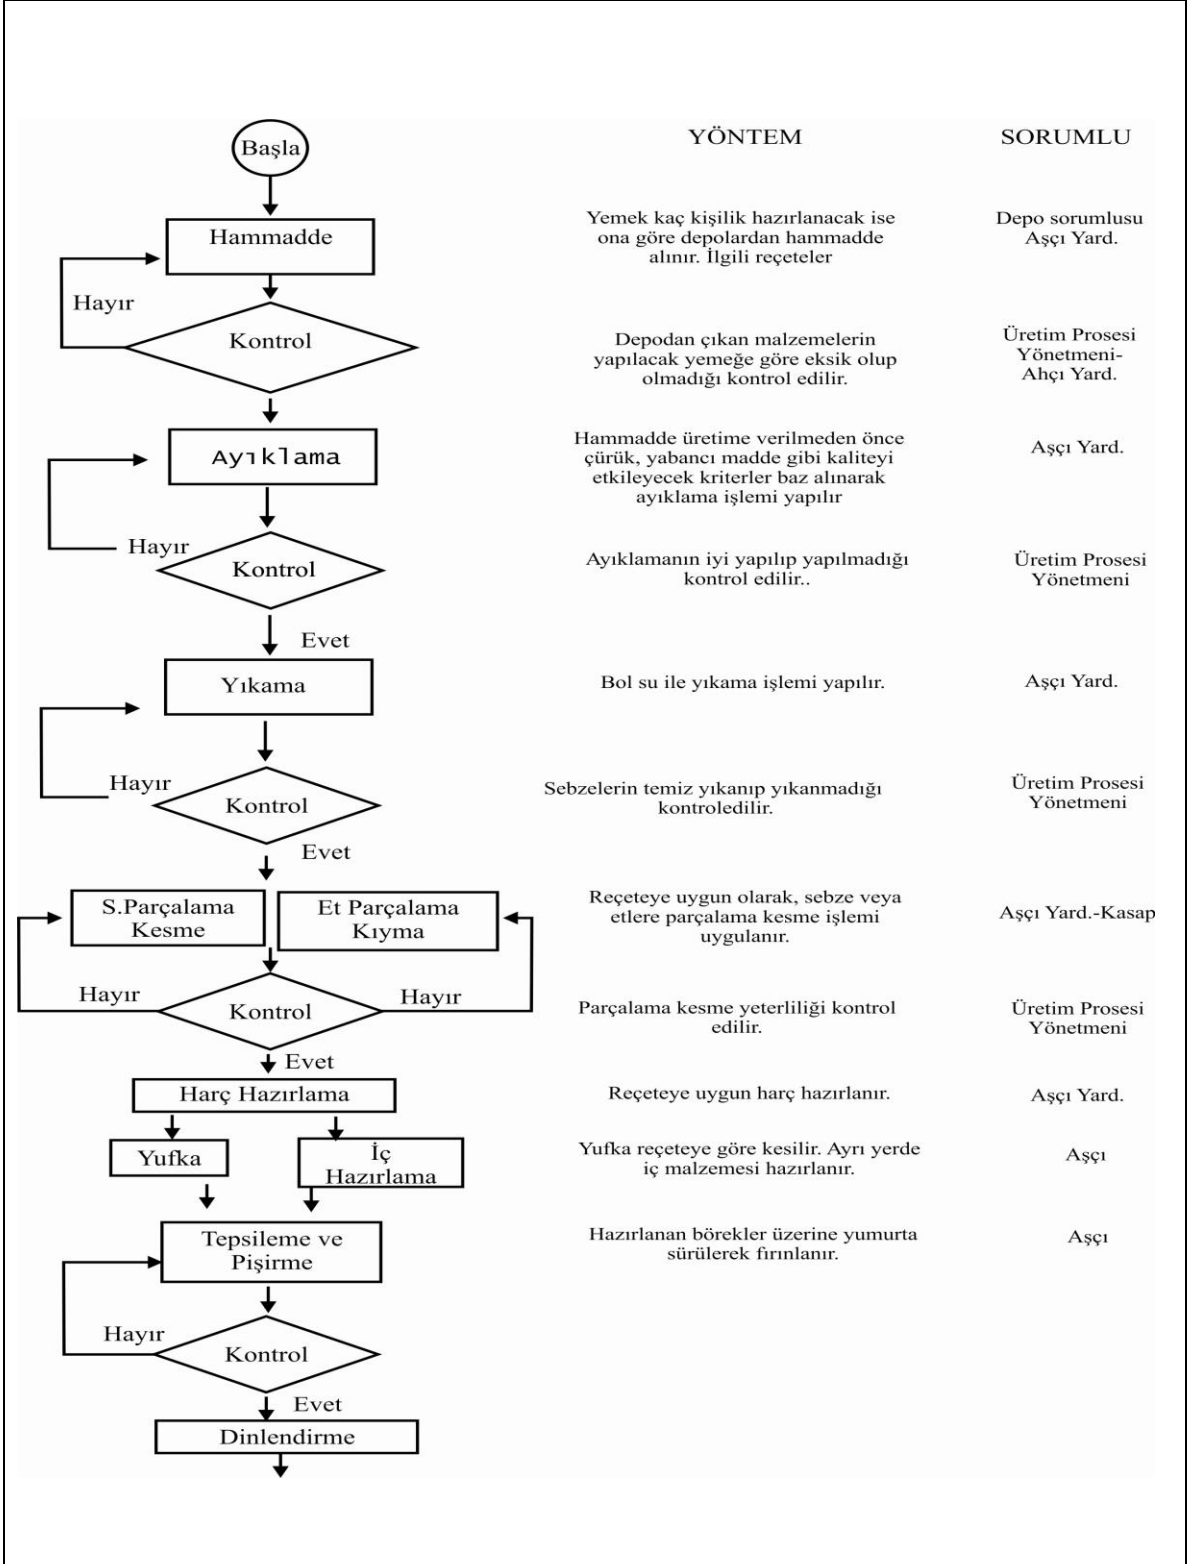 YÖNTEM
SORUMLU
Başla
Hammadde
Yemek kaç kişilik hazırlanacak ise
ona göre depolardan hammadde
alınır. İlgili reçeteler
Depo sorumlusu
Aşçı Yard.
Hayır
Kontrol
Depodan çıkan malzemelerin
yapılacak yemeğe göre eksik olup
olmadığı kontrol edilir.
Üretim Prosesi
Yönetmeni-
Ahçı Yard.
Ayıklama
Hammadde üretime verilmeden önce
çürük, yabancı madde gibi kaliteyi
etkileyecek kriterler baz alınarak
ayıklama işlemi yapılır
Aşçı Yard.
Hayır
Kontrol
Ayıklamanın iyi yapılıp yapılmadığı
kontrol edilir..
Üretim Prosesi
Yönetmeni
Evet
Yıkama
Bol su ile yıkama işlemi yapılır.
Aşçı Yard.
Hayır
Kontrol
Sebzelerin temiz yıkanıp yıkanmadığı
kontroledilir.
Üretim Prosesi
Yönetmeni
Evet
S.Parçalama
Kesme
Et Parçalama
Kıyma
Reçeteye uygun olarak, sebze veya
etlere parçalama kesme işlemi
uygulanır.
Aşçı Yard.-Kasap
Hayır
Kontrol
Hayır
Parçalama kesme yeterliliği kontrol
edilir.
Üretim Prosesi
Yönetmeni
Evet
Harç Hazırlama
Reçeteye uygun harç hazırlanır.
Aşçı Yard.
Yufka
İç
Hazırlama
Yufka reçeteye göre kesilir. Ayrı yerde
iç malzemesi hazırlanır.
Aşçı
Tepsileme ve
Pişirme
Hazırlanan börekler üzerine yumurta
sürülerek fırınlanır.
Aşçı
Hayır
Kontrol
Evet
Dinlendirme